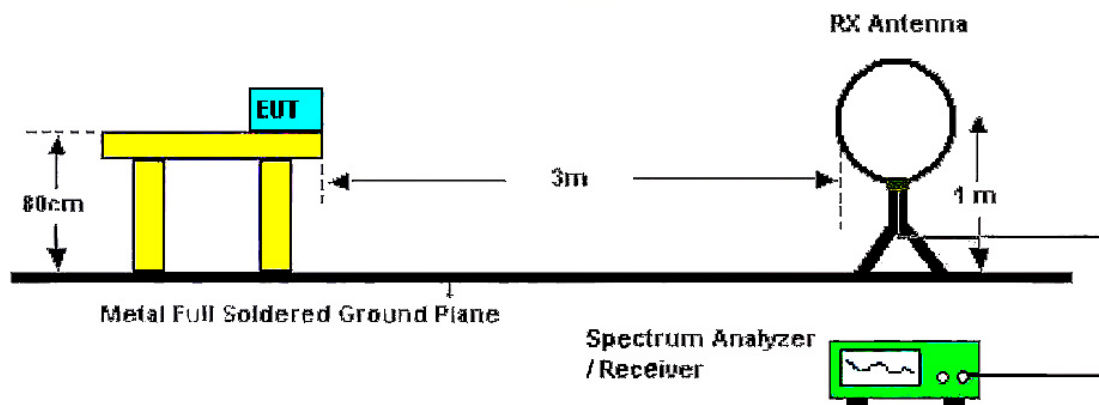 RX Antenna
EUT
3m
80cm
1 m
Metal Full Soldered Ground Plane
Spectrum Analyzer
/ Receiver